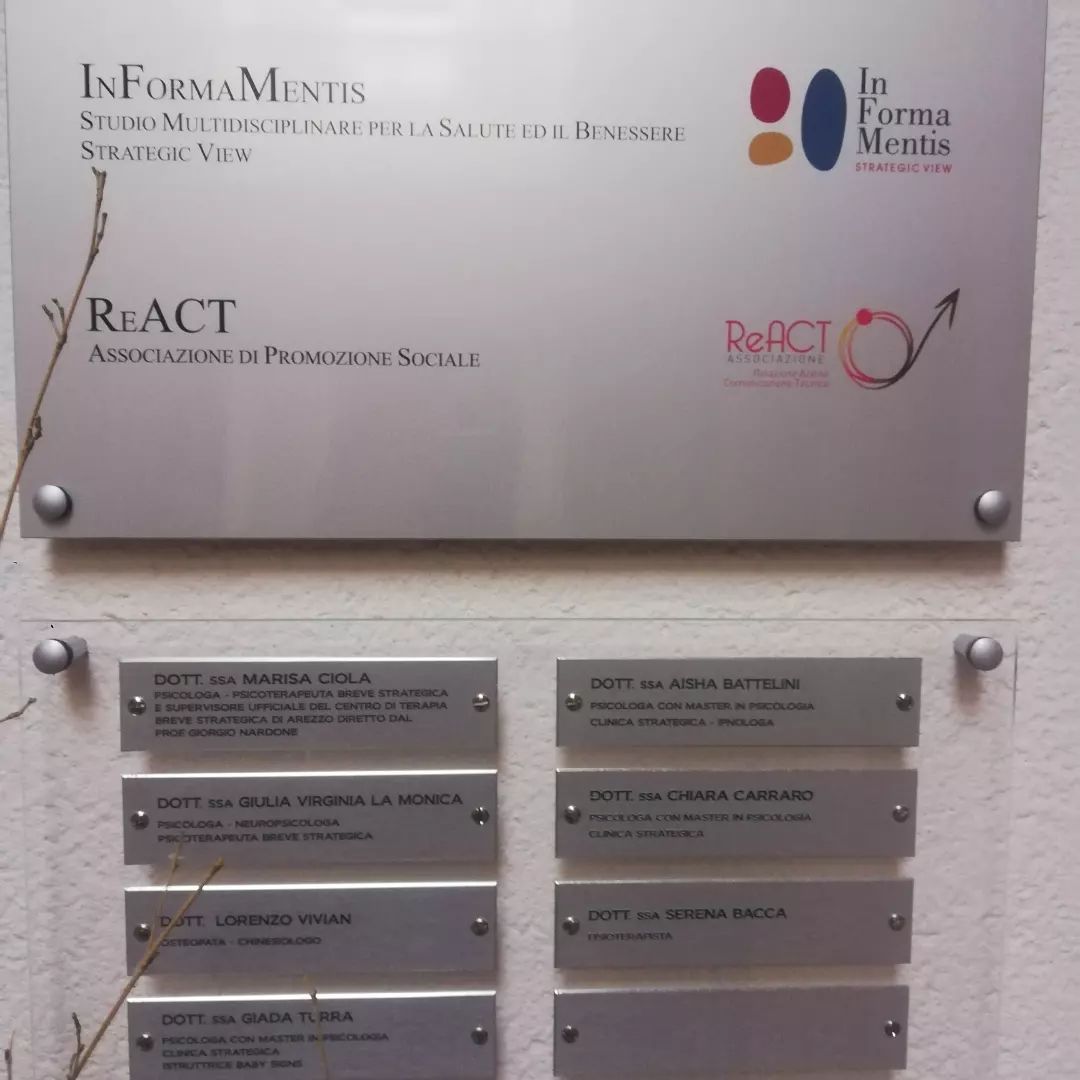 INFORMAMENTIS
STUDIO MULTIDISCIPLINARE PER LA SALUTE ED IL BENESSERE
STRATEGIC VIEW
In
Forma
Mentis
STRATEGIC VIEW
REACT
ASSOCIAZIONE DI PROMOZIONE SOCIALE
ReACT
ASSOCIAZIONE
Relazione Azione
Comunicazione Tecnica
DOTT. SSA MARISA CIOLA
PSICOLOGA - PSICOTERAPEUTA BREVE STRATEGICA
E SUPERVISORE UFFICIALE DEL CENTRO DI TERAPIA
BREVE STRATEGICA DI AREZZO DIRETTO DAL
PROF. GIORGIO NARDONE
DOTT. SSA GIULIA VIRGINIA LA MONICA
PSICOLOGA - NEUROPSICOLOGA
PSICOTERAPEUTA BREVE STRATEGICA
DOTT. LORENZO VIVIAN
OSTEOPATA - CHINESIOLOGO
DOTT. SSA GIADA TURRA
PSICOLOGA CON MASTER IN PSICOLOGIA
CLINICA STRATEGICA
ISTRUTTRICE BABY SIGNS
DOTT. SSA AISHA BATTELINI
PSICOLOGA CON MASTER IN PSICOLOGIA
CLINICA STRATEGICA - IPNOLOGA
DOTT. SSA CHIARA CARRARO
PSICOLOGA CON MASTER IN PSICOLOGIA
CLINICA STRATEGICA
DOTT. SSA SERENA BACCA
FISIOTERAPISTA